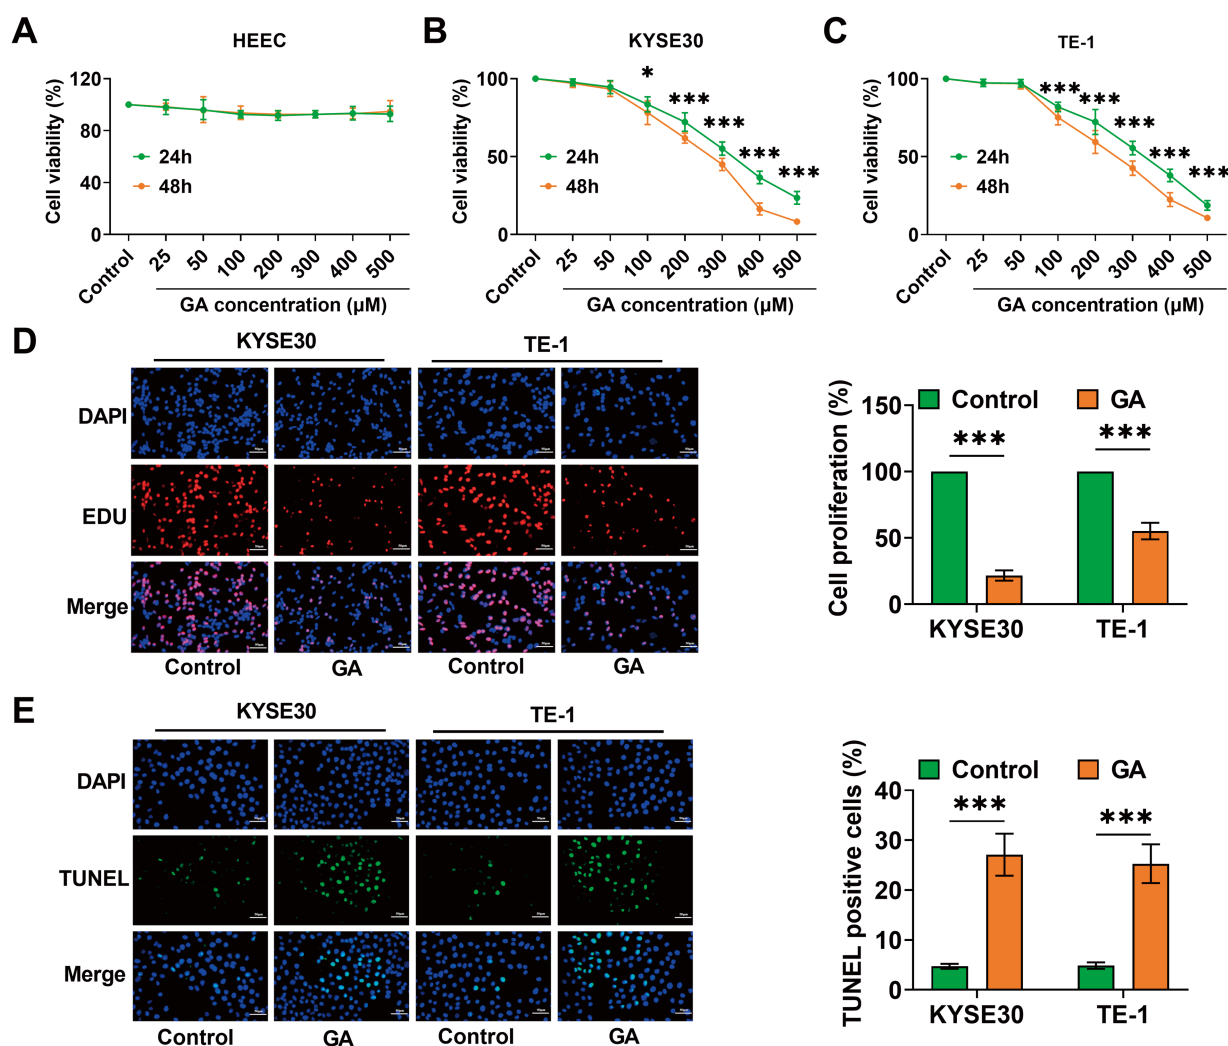 A
HEEC
Cell viability (%)
120
80
40
0
24h
48h
Control
25
50
100
200
300
400
500
GA concentration (μM)
B
KYSE30
Cell viability (%)
100
50
0
24h
48h
*
***
***
***
***
Control
25
50
100
200
300
400
500
GA concentration (μM)
C
TE-1
Cell viability (%)
100
50
0
24h
48h
***
***
***
***
***
Control
25
50
100
200
300
400
500
GA concentration (μM)
D
KYSE30
TE-1
DAPI
EDU
Merge
Control
GA
Control
GA
Cell proliferation (%)
150
100
50
0
Control
GA
***
***
KYSE30
TE-1
E
KYSE30
TE-1
DAPI
TUNEL
Merge
Control
GA
Control
GA
TUNEL positive cells (%)
40
30
20
10
0
Control
GA
***
***
KYSE30
TE-1